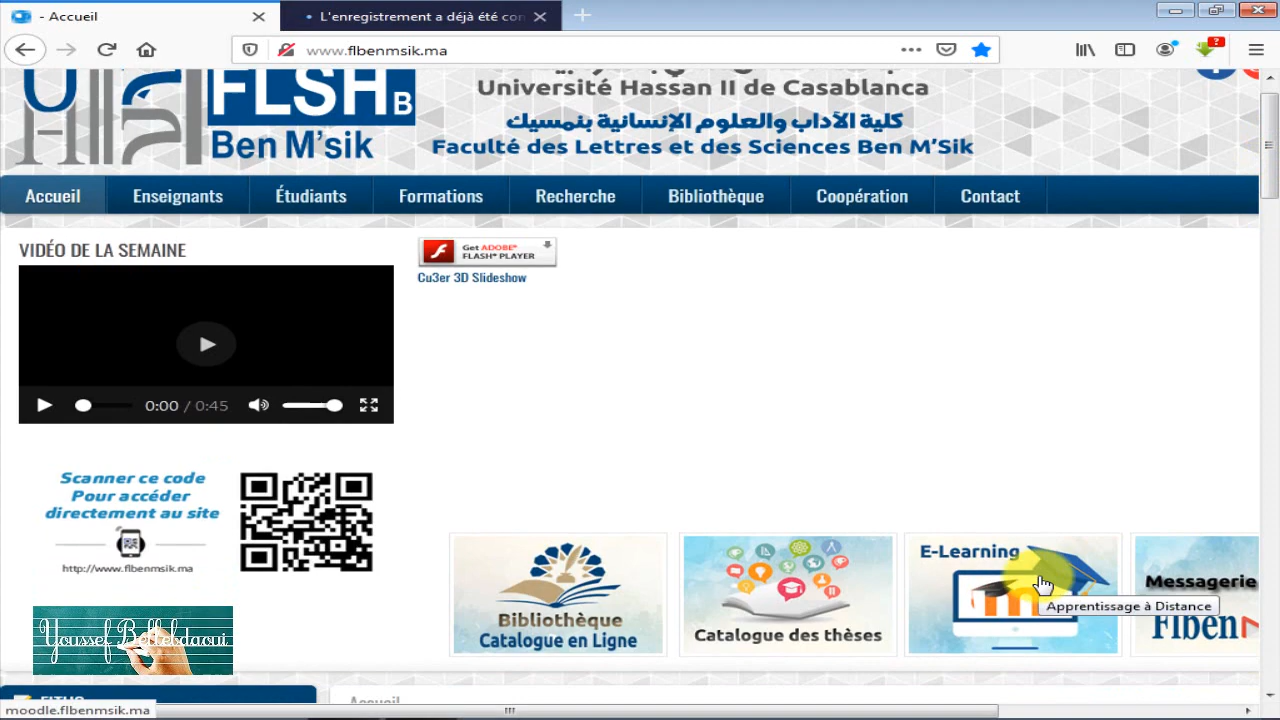 - Accueil
L'enregistrement a déjà été con
www.flbenmsik.ma
FLSHB
Ben M'sik
Université Hassan II de Casablanca
كلية الآداب والعلوم الإنسانية بنمسيك
Faculté des Lettres et des Sciences Ben M'Sik
Accueil Enseignants Étudiants Formations Recherche Bibliothèque Coopération Contact
VIDÉO DE LA SEMAINE
Get ADOBE®
FLASH® PLAYER
Cu3er 3D Slideshow
0:00 / 0:45
Scanner ce code
Pour accéder
directement au site
http://www.flbenmsik.ma
Bibliothèque
Catalogue en Ligne
Catalogue des thèses
E-Learning
Apprentissage à Distance
Messagerie
FlbenM
Youssef Bellebdaoui
Accueil
moodle.flbenmsik.ma